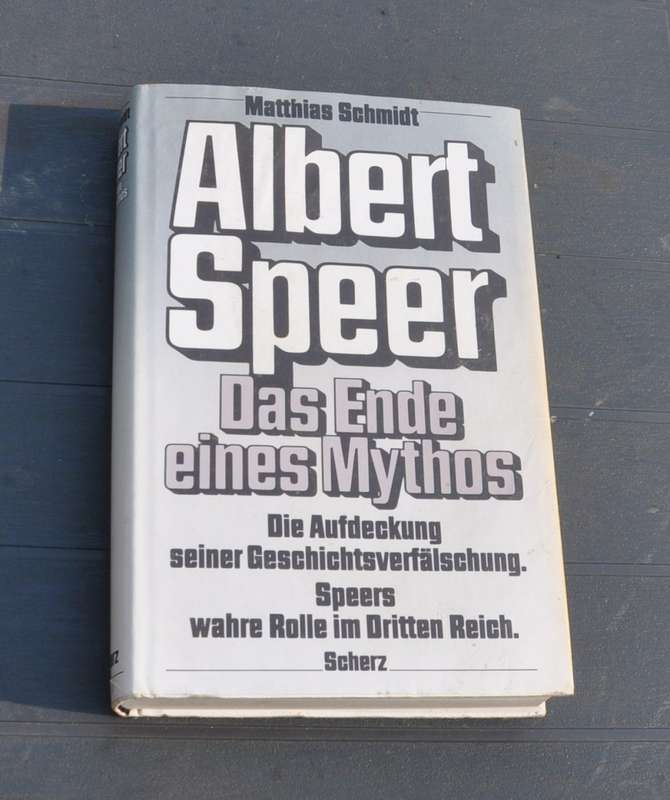 Matthias Schmidt
Albert
Speer
Das Ende
eines Mythos
Die Aufdeckung
seiner Geschichtsverfälschung.
Speers
wahre Rolle im Dritten Reich.
Scherz